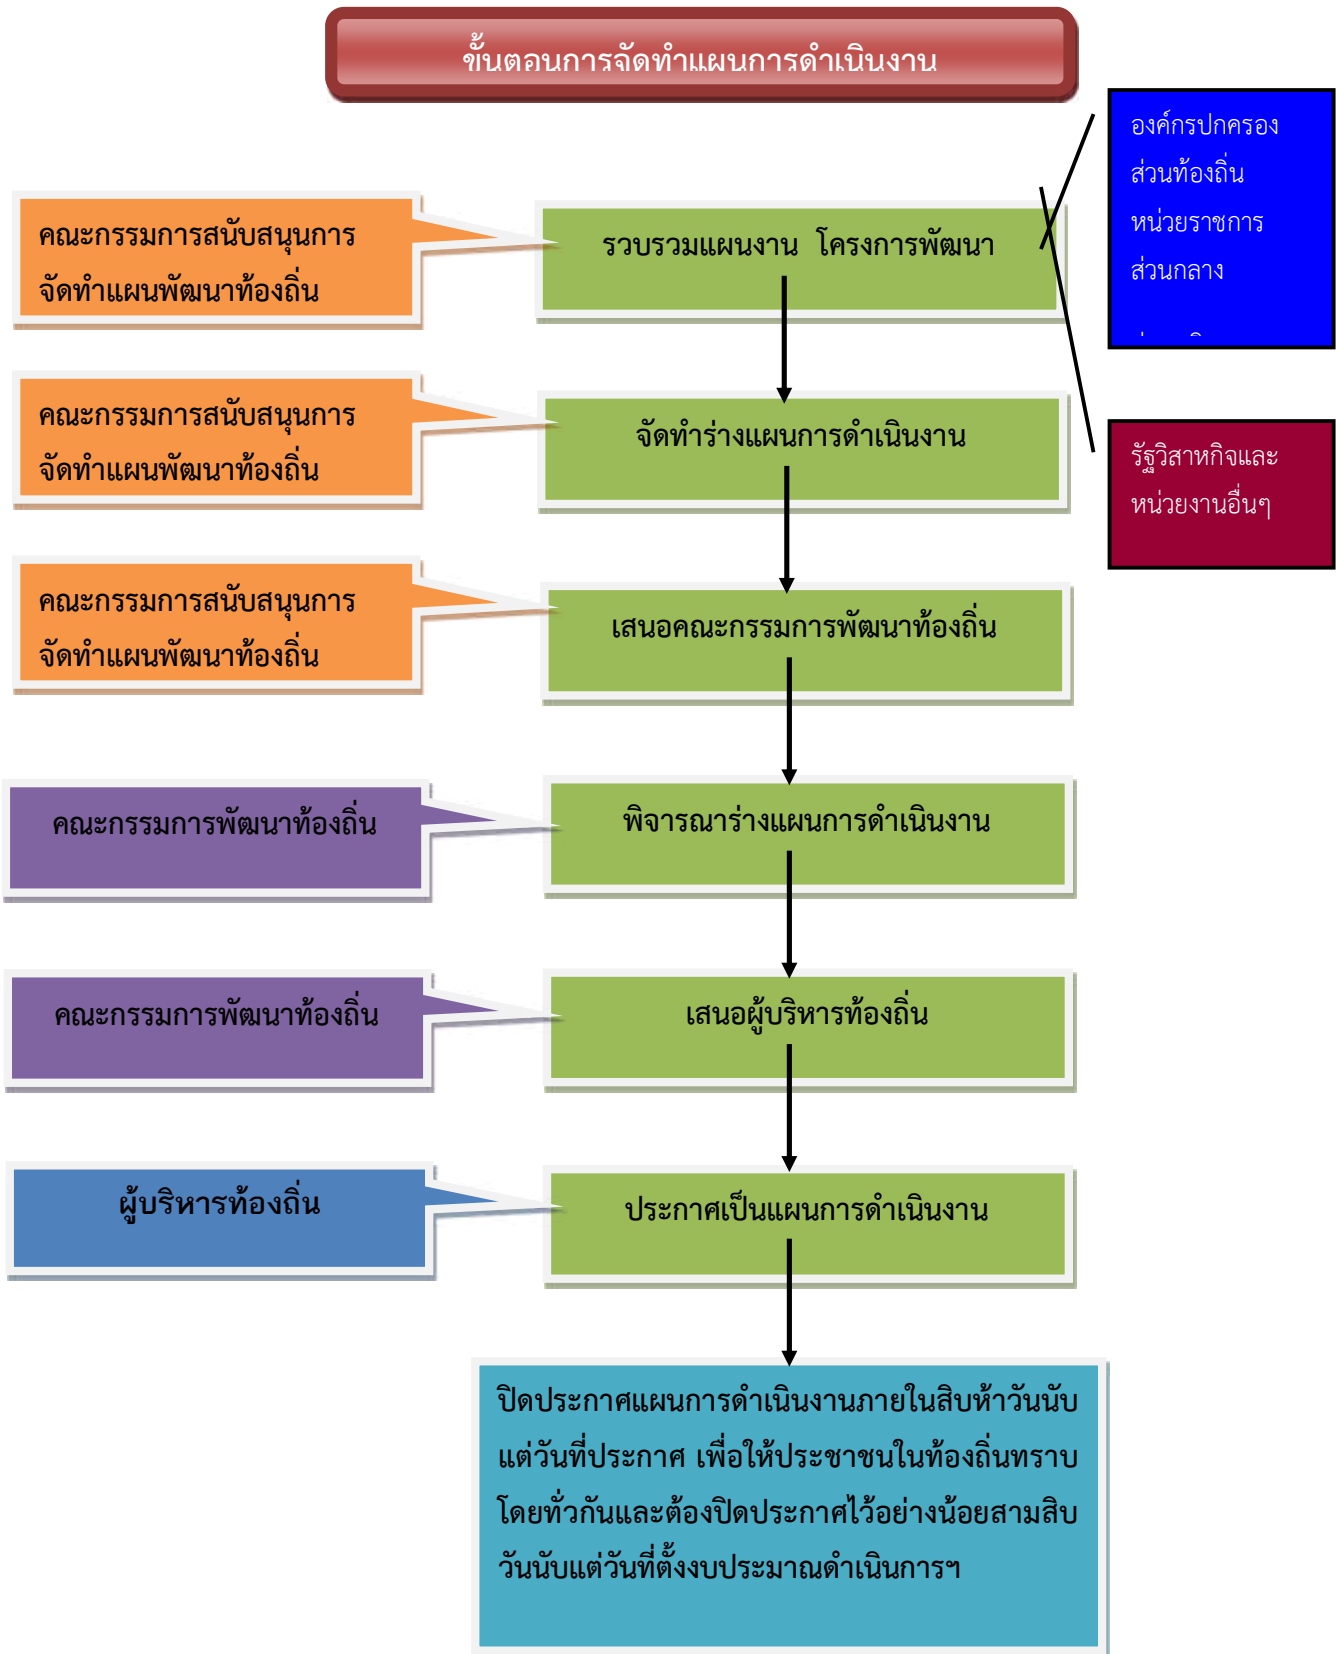 ขั้นตอนการจัดทำแผนการดำเนินงาน
องค์กรปกครอง
ส่วนท้องถิ่น
หน่วยราชการ
ส่วนกลาง
คณะกรรมการสนับสนุนการ
จัดทำแผนพัฒนาท้องถิ่น
รวบรวมแผนงาน โครงการพัฒนา
คณะกรรมการสนับสนุนการ
จัดทำแผนพัฒนาท้องถิ่น
จัดทำร่างแผนการดำเนินงาน
รัฐวิสาหกิจและ
หน่วยงานอื่นๆ
คณะกรรมการสนับสนุนการ
จัดทำแผนพัฒนาท้องถิ่น
เสนอคณะกรรมการพัฒนาท้องถิ่น
คณะกรรมการพัฒนาท้องถิ่น
พิจารณาร่างแผนการดำเนินงาน
คณะกรรมการพัฒนาท้องถิ่น
เสนอผู้บริหารท้องถิ่น
ผู้บริหารท้องถิ่น
ประกาศเป็นแผนการดำเนินงาน
ปิดประกาศแผนการดำเนินงานภายในสิบห้าวันนับ
แต่วันที่ประกาศ เพื่อให้ประชาชนในท้องถิ่นทราบ
โดยทั่วกันและต้องปิดประกาศไว้อย่างน้อยสามสิบ
วันนับแต่วันที่ตั้งงบประมาณดำเนินการฯ